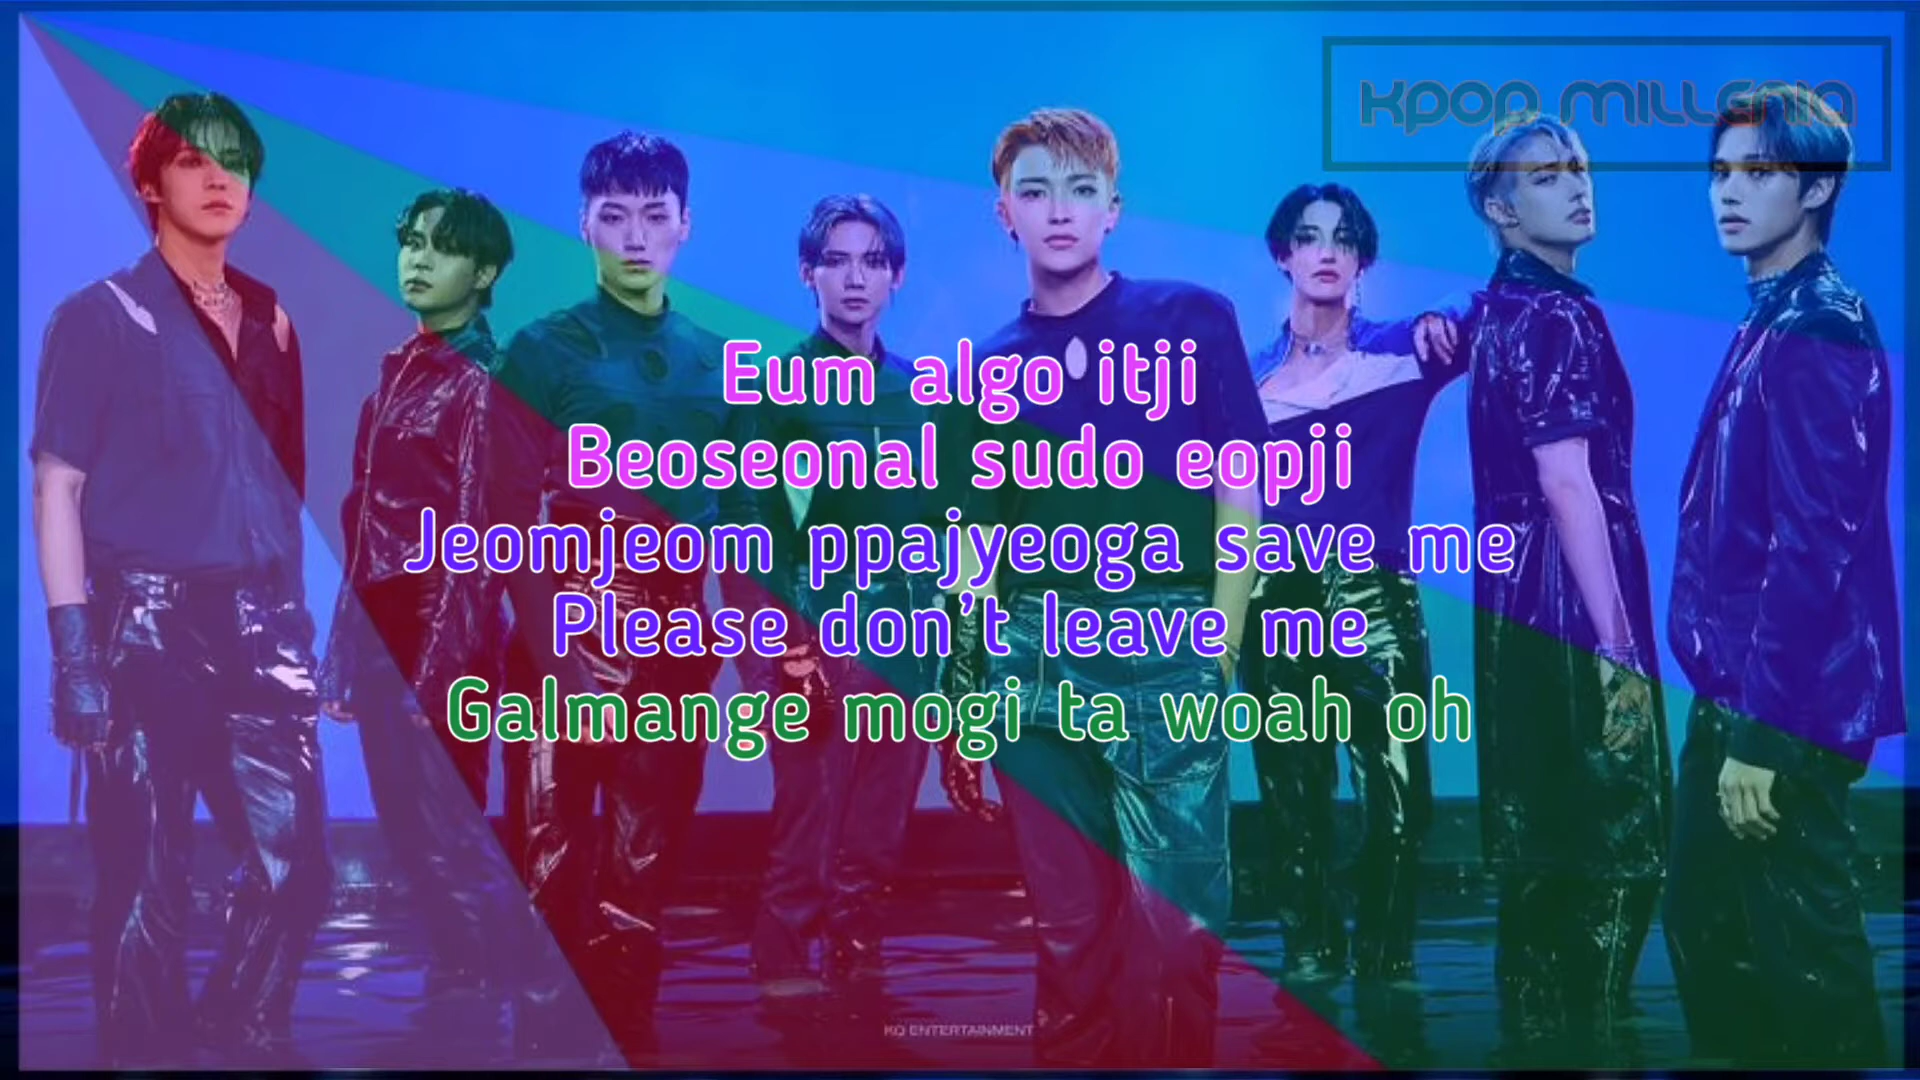 KPOP MILLENIA
Eum algo itji
Beoseonal sudo eopji
Jeomjeom ppajyeoga save me
Please don't leave me
Galmange mogi ta woah oh
KQ ENTERTAINMENT